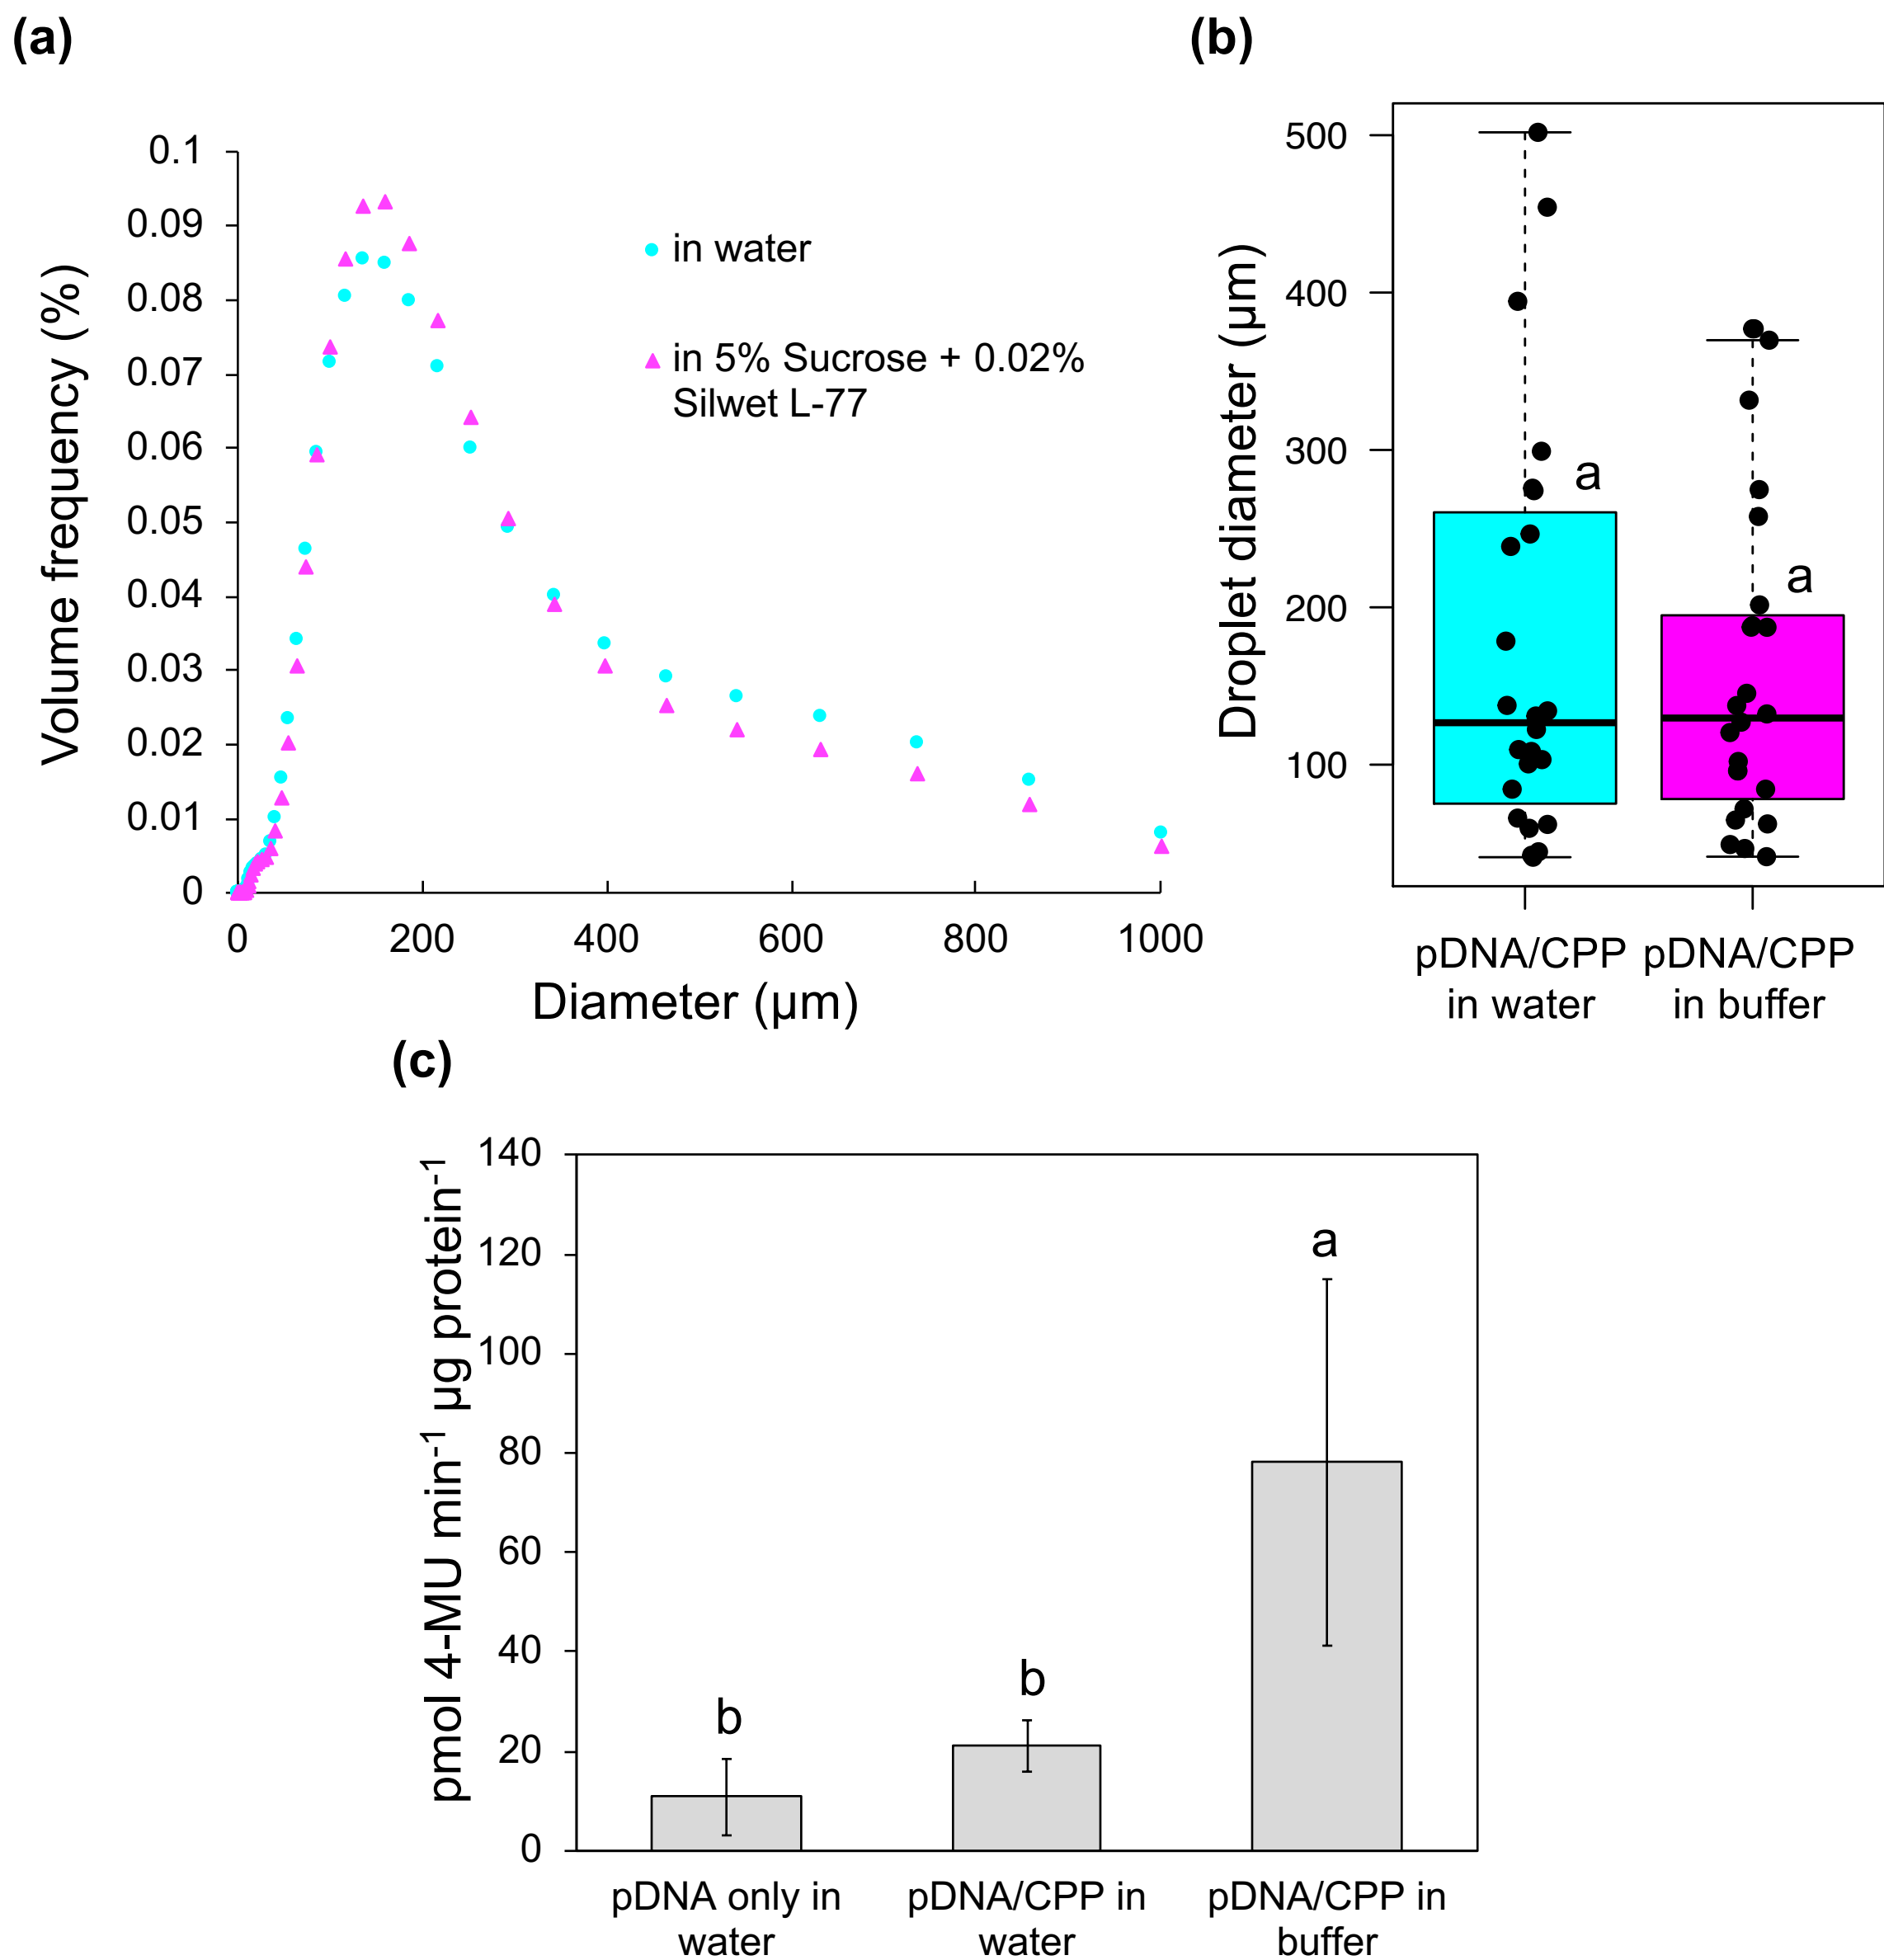 (a)
0.1
0.09
0.08
0.07
0.06
0.05
0.04
0.03
0.02
0.01
0
Volume frequency (%)
in water
in 5% Sucrose + 0.02%
Silwet L-77
0 200 400 600 800 1000
Diameter (µm)
(b)
500
400
300
200
100
Droplet diameter (µm)
a
a
pDNA/CPP pDNA/CPP
in water in buffer
(c)
140
120
100
80
60
40
20
0
pmol 4-MU min⁻¹ µg protein⁻¹
b
b
a
pDNA only in pDNA/CPP in pDNA/CPP in
water water buffer